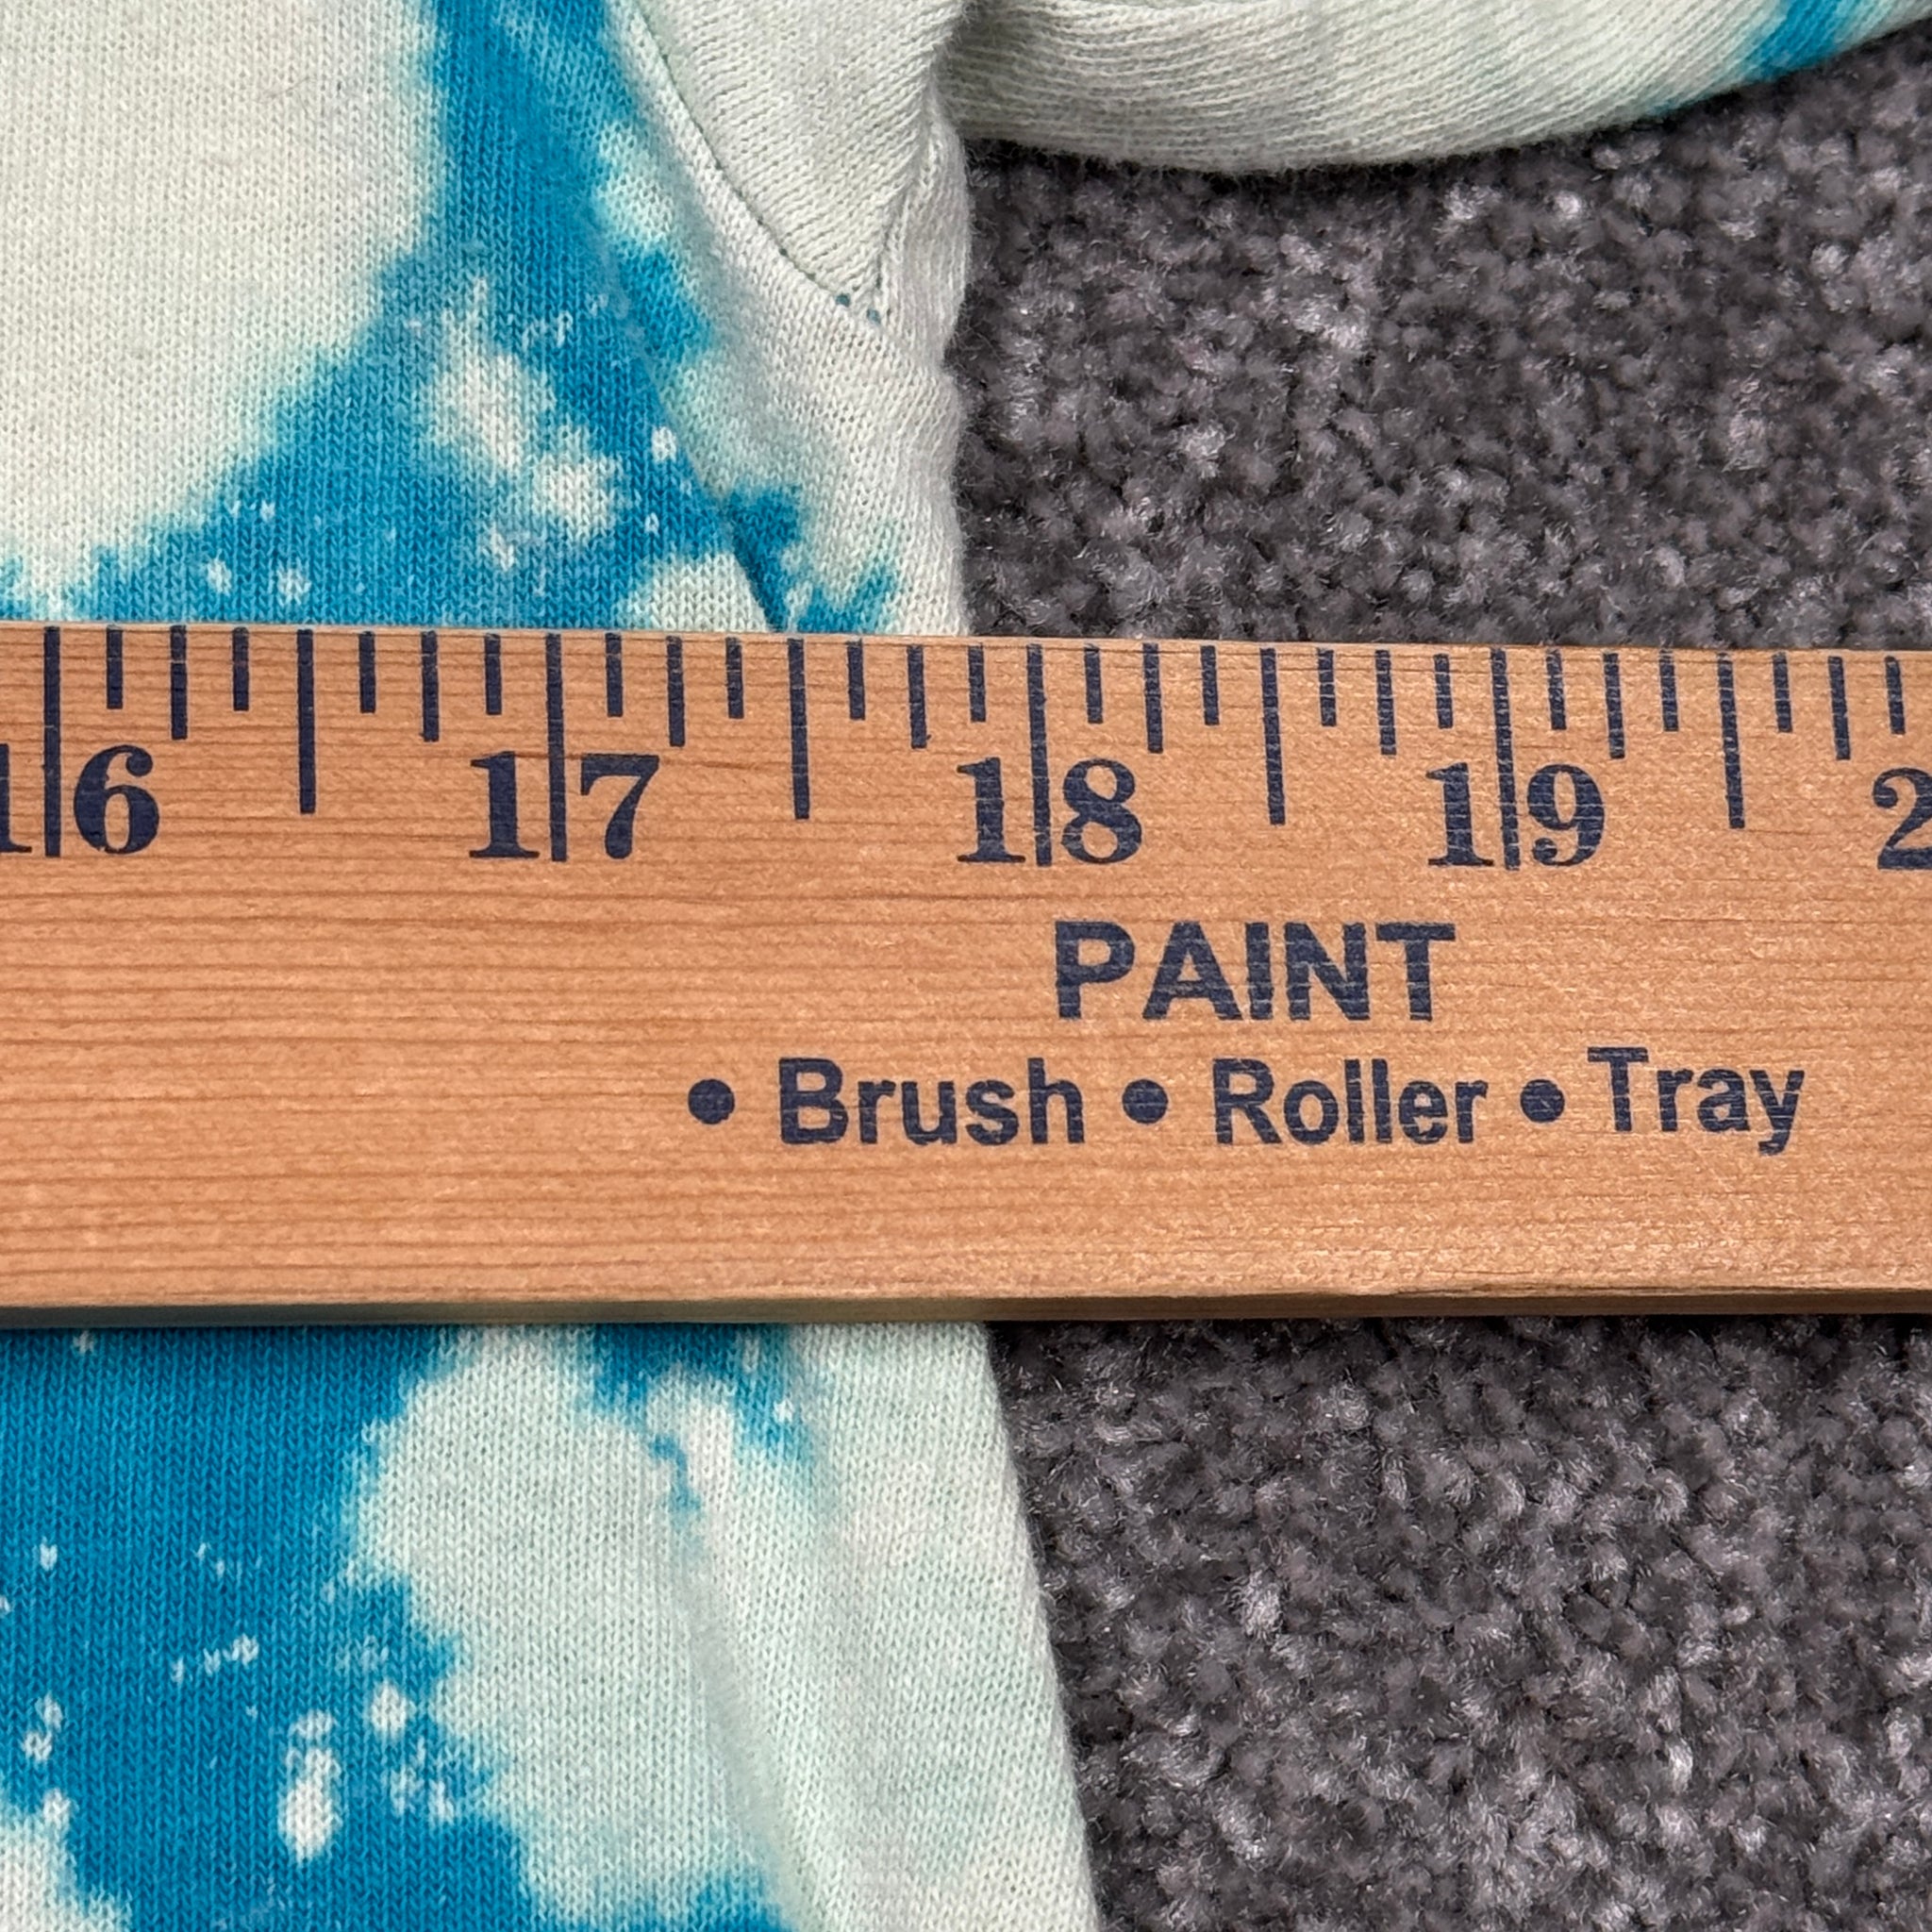 16 17 18 19 2
PAINT
• Brush • Roller • Tray